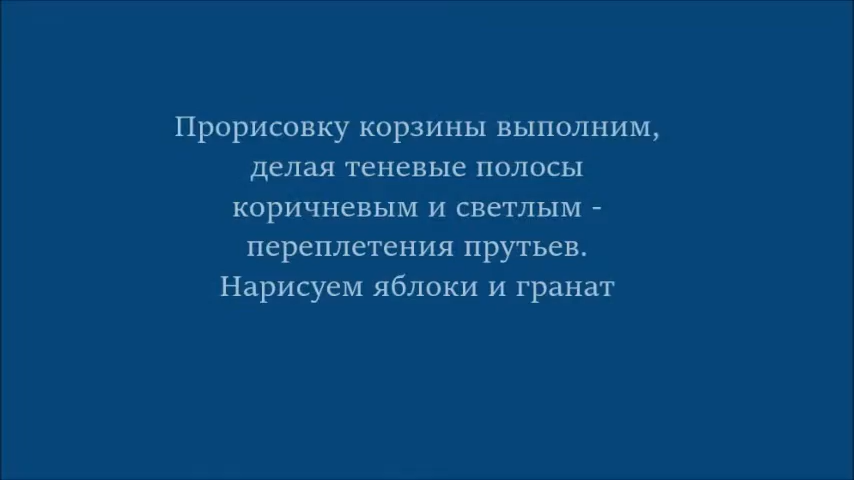 Прорисовку корзины выполним,
делая теневые полосы
коричневым и светлым -
переплетения прутьев.
Нарисуем яблоки и гранат